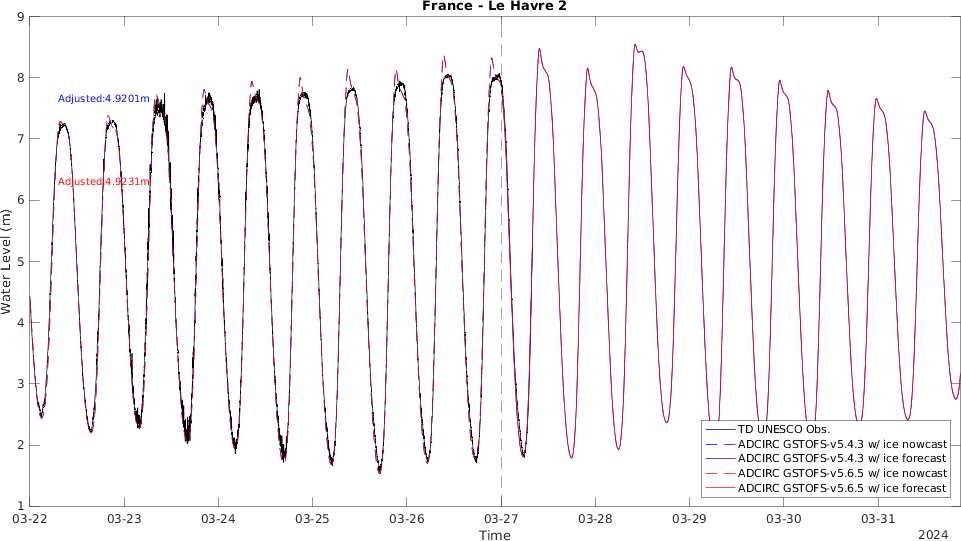 France - Le Havre 2
9
8
7
6
5
4
3
2
1
Water Level (m)
Adjusted:4.9201m
Adjusted:4.9231m
TD UNESCO Obs.
ADCIRC GSTOFS-v5.4.3 w/ ice nowcast
ADCIRC GSTOFS-v5.4.3 w/ ice forecast
ADCIRC GSTOFS-v5.6.5 w/ ice nowcast
ADCIRC GSTOFS-v5.6.5 w/ ice forecast
03-22 03-23 03-24 03-25 03-26 03-27 03-28 03-29 03-30 03-31
Time
2024